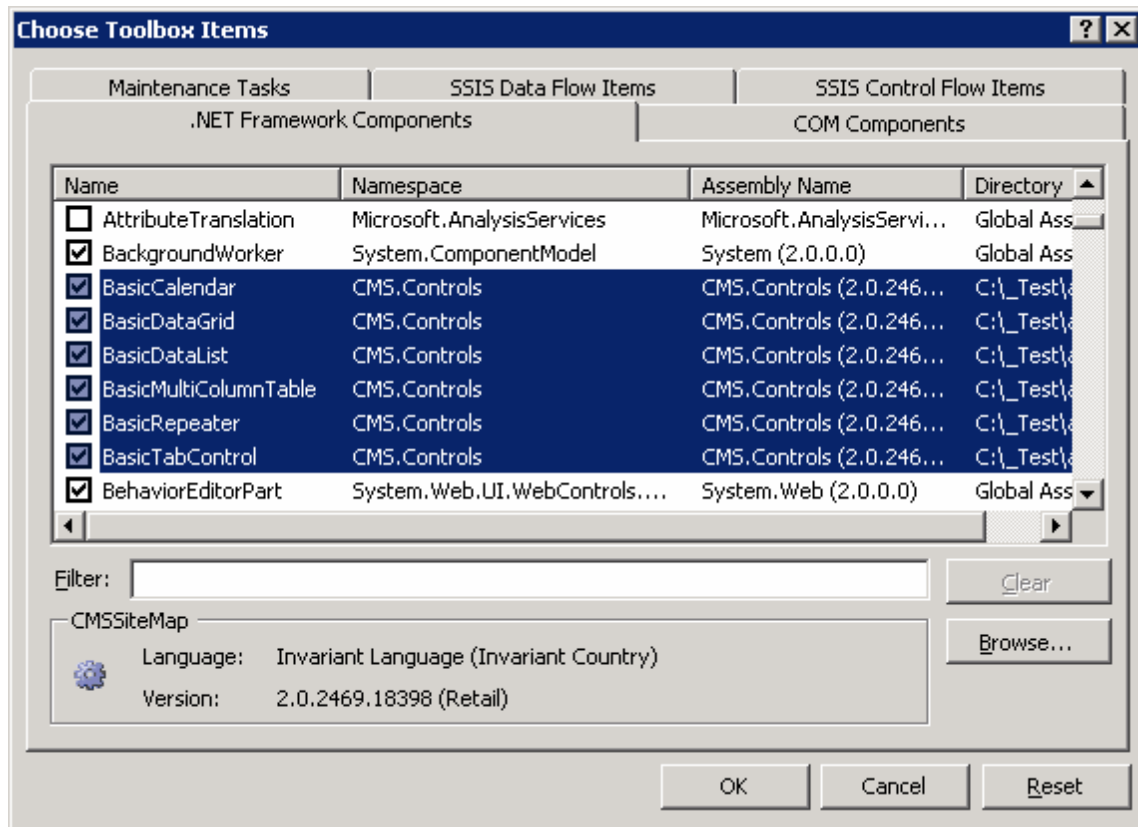 Choose Toolbox Items
Maintenance Tasks SSIS Data Flow Items SSIS Control Flow Items
.NET Framework Components COM Components
Name Namespace Assembly Name Directory
AttributeTranslation Microsoft.AnalysisServices Microsoft.AnalysisServi... Global Ass
BackgroundWorker System.ComponentModel System (2.0.0.0) Global Ass
BasicCalendar CMS.Controls CMS.Controls (2.0.246... C:\_Test\a
BasicDataGrid CMS.Controls CMS.Controls (2.0.246... C:\_Test\a
BasicDataList CMS.Controls CMS.Controls (2.0.246... C:\_Test\a
BasicMultiColumnTable CMS.Controls CMS.Controls (2.0.246... C:\_Test\a
BasicRepeater CMS.Controls CMS.Controls (2.0.246... C:\_Test\a
BasicTabControl CMS.Controls CMS.Controls (2.0.246... C:\_Test\a
BehaviorEditorPart System.Web.UI.WebControls.... System.Web (2.0.0.0) Global Ass
Filter: Clear
CMSSiteMap
Language: Invariant Language (Invariant Country) Browse...
Version: 2.0.2469.18398 (Retail)
OK Cancel Reset